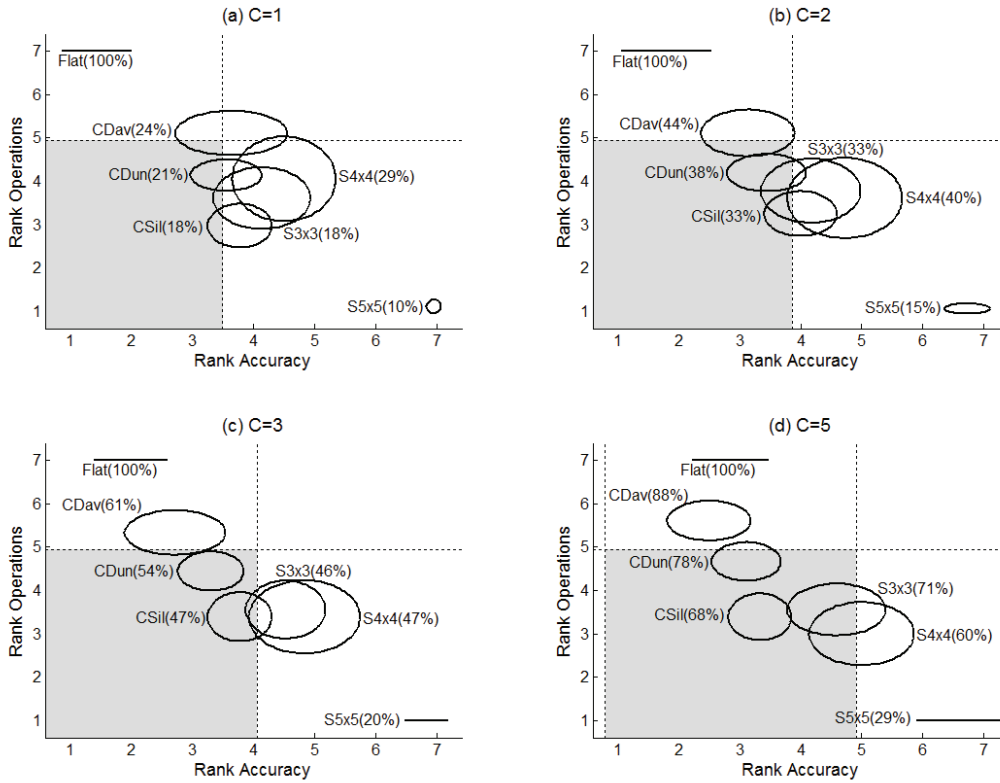 (a) C=1
7
6
5
4
3
2
1
Rank Operations
Flat(100%)
CDav(24%)
CDun(21%)
S4x4(29%)
CSil(18%)
S3x3(18%)
S5x5(10%)
1 2 3 4 5 6 7
Rank Accuracy
(b) C=2
7
6
5
4
3
2
1
Rank Operations
Flat(100%)
CDav(44%)
S3x3(33%)
CDun(38%)
S4x4(40%)
CSil(33%)
S5x5(15%)
1 2 3 4 5 6 7
Rank Accuracy
(c) C=3
7
6
5
4
3
2
1
Rank Operations
Flat(100%)
CDav(61%)
CDun(54%)
S3x3(46%)
CSil(47%)
S4x4(47%)
S5x5(20%)
1 2 3 4 5 6 7
Rank Accuracy
(d) C=5
7
6
5
4
3
2
1
Rank Operations
Flat(100%)
CDav(88%)
CDun(78%)
S3x3(71%)
CSil(68%)
S4x4(60%)
S5x5(29%)
1 2 3 4 5 6 7
Rank Accuracy